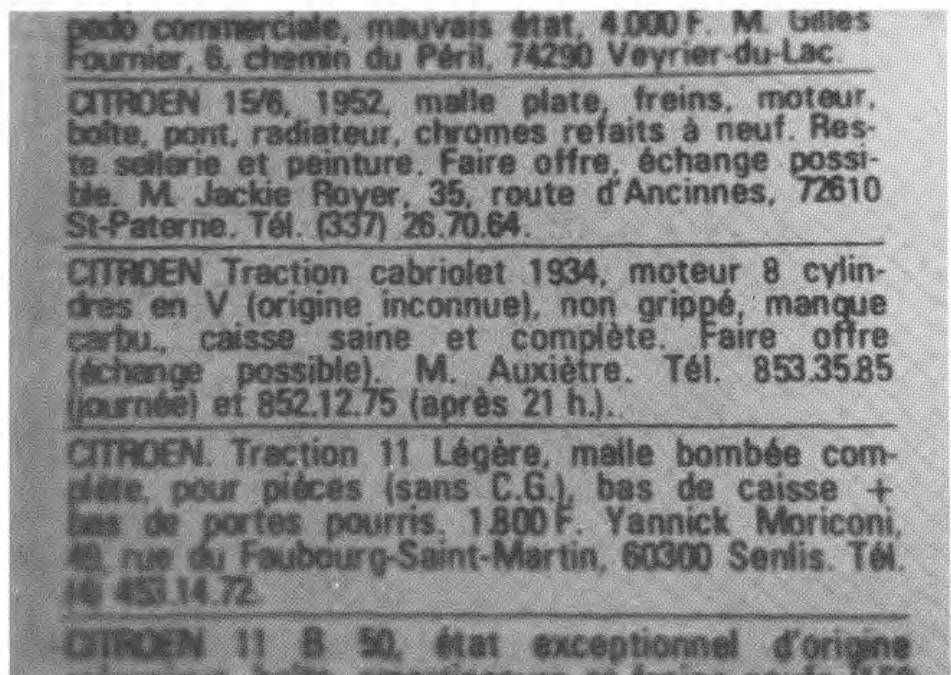 commerciale, mauvais état, 4.000 F. M. Gilles
Fournier, 6, chemin du Péril, 74290 Veyrier-du-Lac.
CITROEN 15/6, 1952, malle plate, freins, moteur,
boîte, pont, radiateur, chromes refaits à neuf. Res-
te sellerie et peinture. Faire offre, échange possi-
ble. M. Jackie Royer, 35, route d'Ancinnes, 72610
St-Paterne. Tél. (337) 26.70.64.
CITROEN Traction cabriolet 1934, moteur 8 cylin-
dres en V (origine inconnue), non grippé, manque
carbu., caisse saine et complète. Faire offre
(échange possible). M. Auxiètre. Tél. 853.35.85
(journée) et 852.12.75 (après 21 h.).
CITROEN. Traction 11 Légère, malle bombée com-
plète, pour pièces (sans C.G.), bas de caisse +
bas de portes pourris. 1.800 F. Yannick Moriconi,
rue du Faubourg-Saint-Martin, 60300 Senlis. Tél.
(4) 453.14.72.
CITROEN 11 B 50, état exceptionnel d'origine